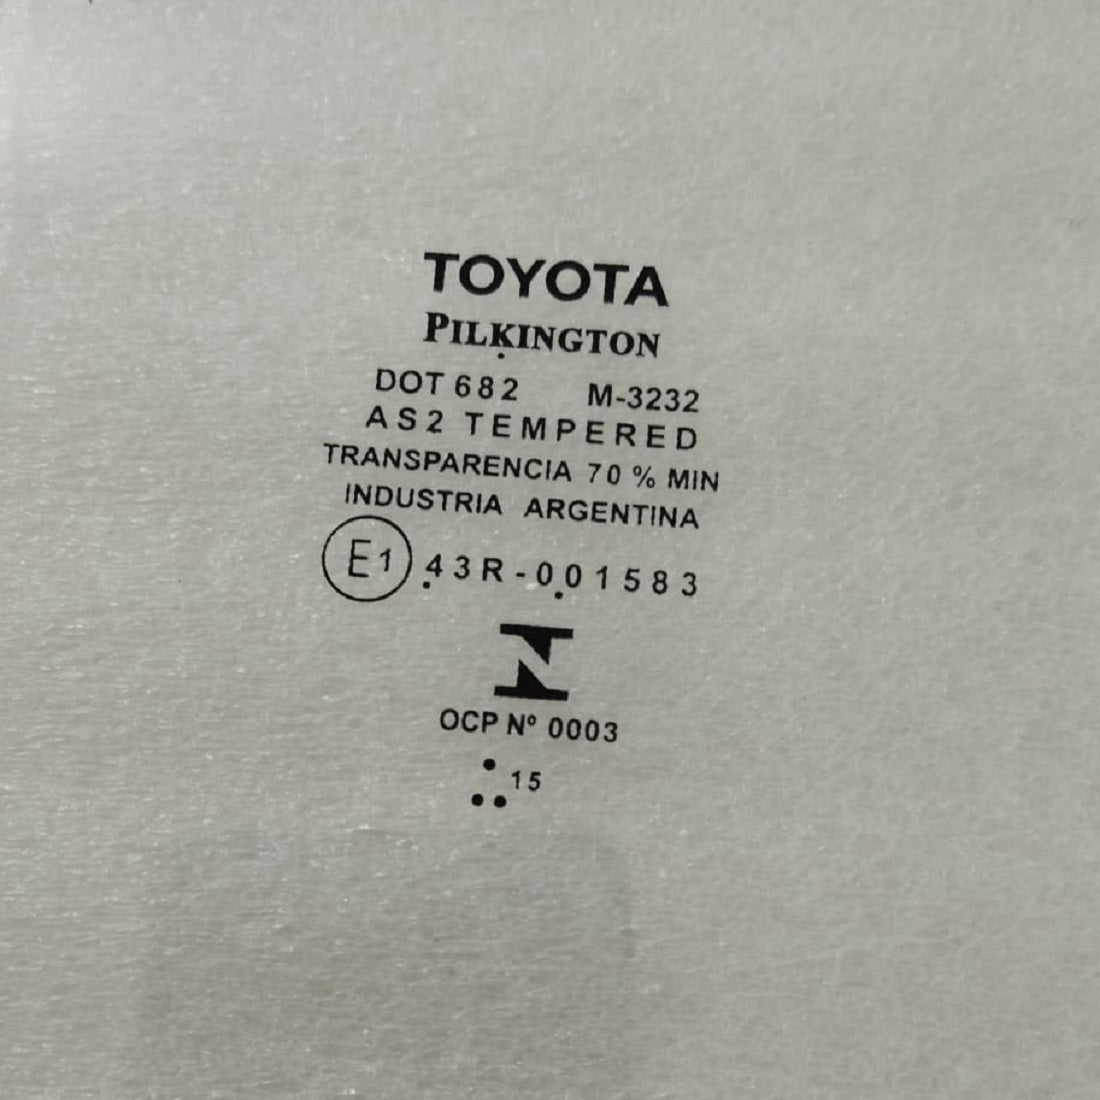 TOYOTA
PILKINGTON
DOT 682 M-3232
AS2 TEMPERED
TRANSPARENCIA 70 % MIN
INDUSTRIA ARGENTINA
E1 43R-001583
OCP Nº 0003
15